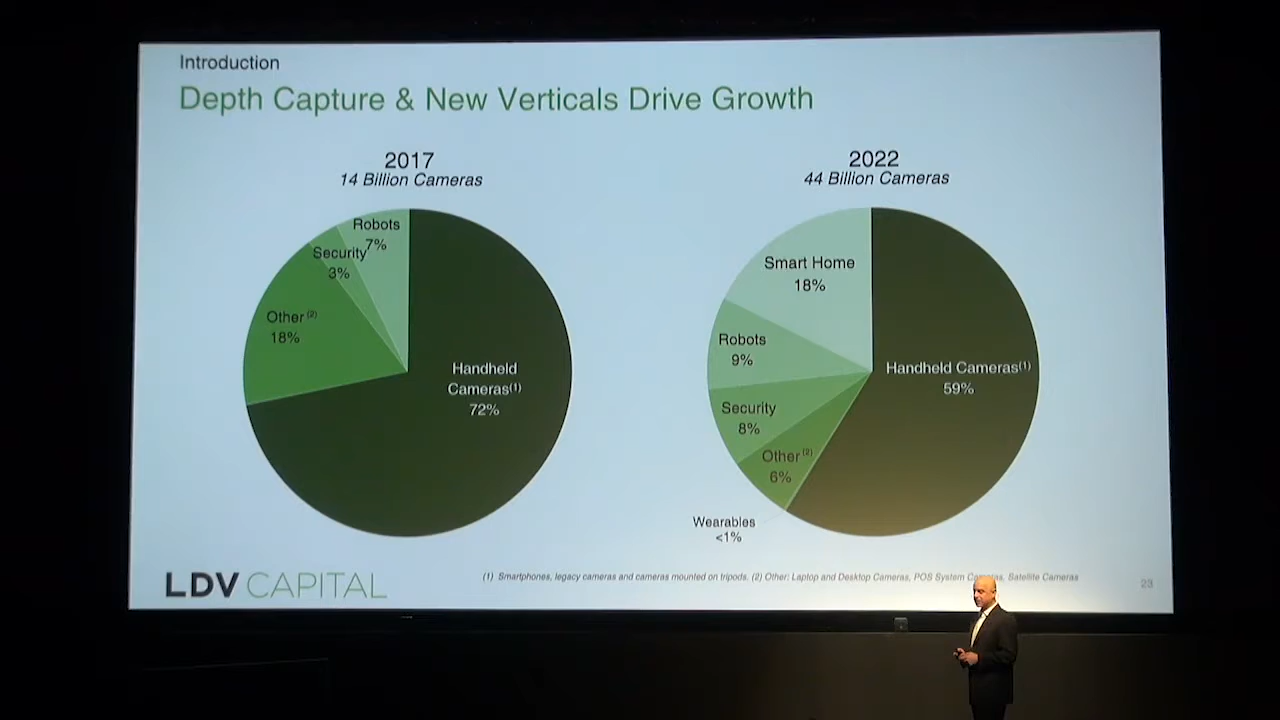 Introduction
Depth Capture & New Verticals Drive Growth
2017
14 Billion Cameras
Robots
7%
Security
3%
Other (2)
18%
Handheld
Cameras(1)
72%
2022
44 Billion Cameras
Smart Home
18%
Robots
9%
Security
8%
Other (2)
6%
Wearables
<1%
Handheld Cameras(1)
59%
(1) Smartphones, legacy cameras and cameras mounted on tripods. (2) Other: Laptop and Desktop Cameras, POS System Cameras, Satellite Cameras
LDV CAPITAL
23